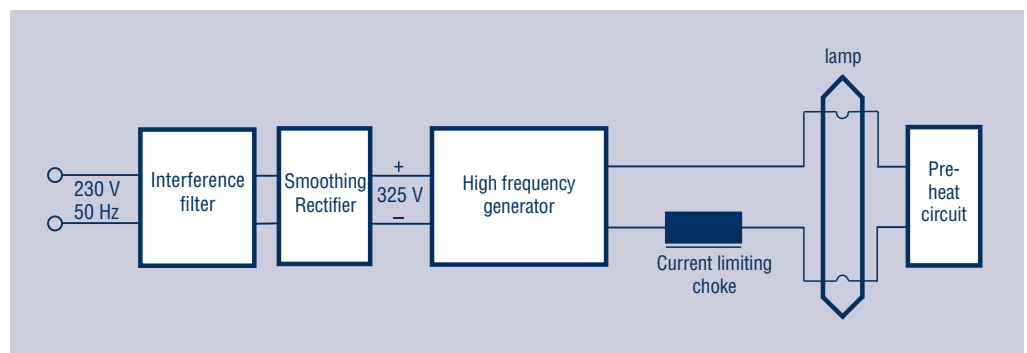 lamp
230 V
50 Hz
Interference
filter
Smoothing
Rectifier
+
325 V
–
High frequency
generator
Current limiting
choke
Pre-
heat
circuit